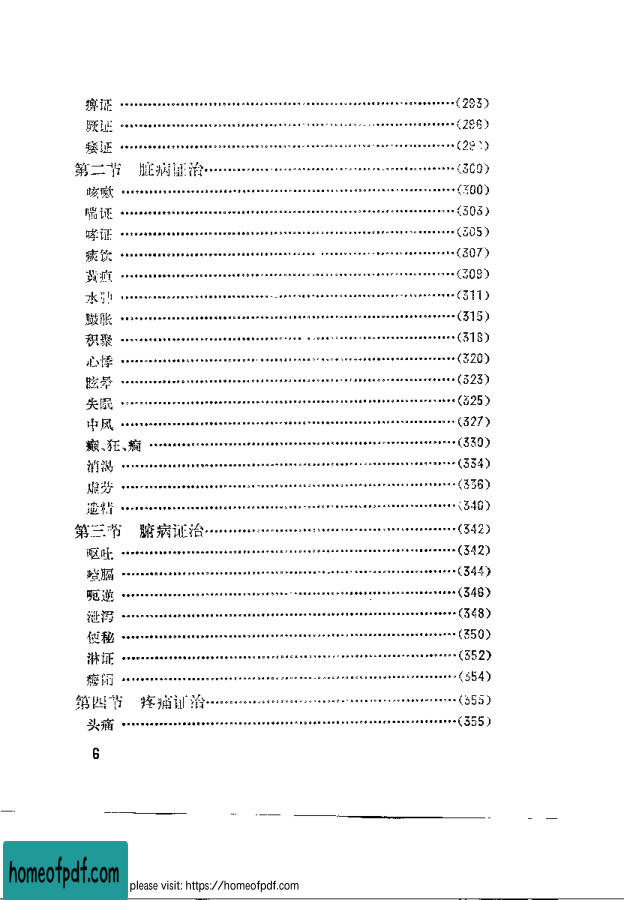 痹证 …………(293)
厥证 …………(296)
痿证 …………
第二节 脏病证治…………(300)
咳嗽 …………(300)
喘证 …………(303)
哮证 …………(305)
痰饮 …………(307)
黄疸 …………(309)
水肿 …………(311)
臌胀 …………(315)
积聚 …………(318)
心悸 …………(320)
眩晕 …………(323)
失眠 …………(325)
中风 …………(327)
癫、狂、痫 …………(330)
消渴 …………(334)
虚劳 …………(336)
遗精 …………(340)
第三节 腑病证治…………(342)
呕吐 …………(342)
噎膈 …………(344)
呃逆 …………(346)
泄泻 …………(348)
便秘 …………(350)
淋证 …………(352)
癃闭 …………(354)
第四节 疼痛证治…………(355)
头痛 …………(355)
6
homeofpdf.com
please visit: https://homeofpdf.com